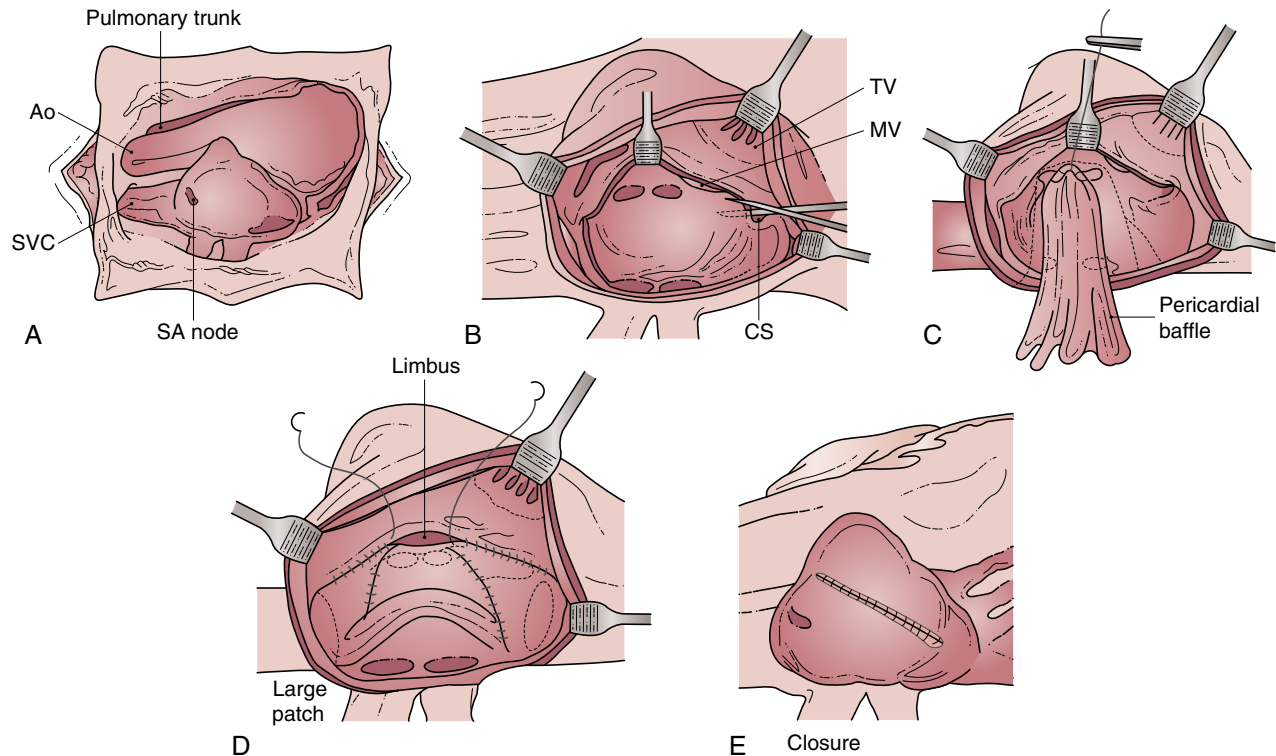 Pulmonary trunk
Ao
SVC
SA node
A
TV
MV
CS
B
Pericardial
baffle
C
Limbus
Large
patch
D
E
Closure